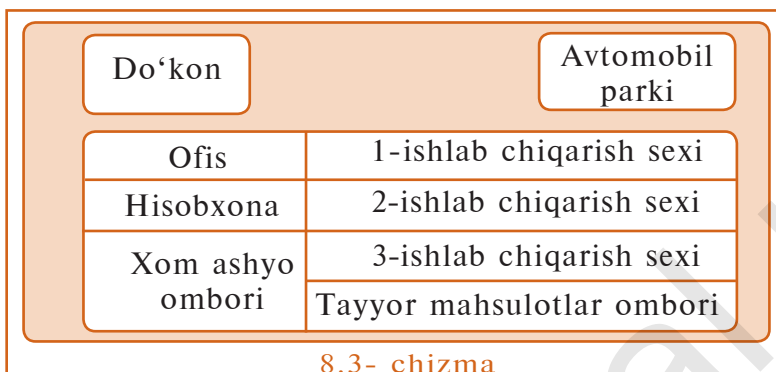 Do‘kon
Avtomobil
parki
Ofis
1-ishlab chiqarish sexi
Hisobxona
2-ishlab chiqarish sexi
Xom ashyo
ombori
3-ishlab chiqarish sexi
Tayyor mahsulotlar ombori
8.3- chizma